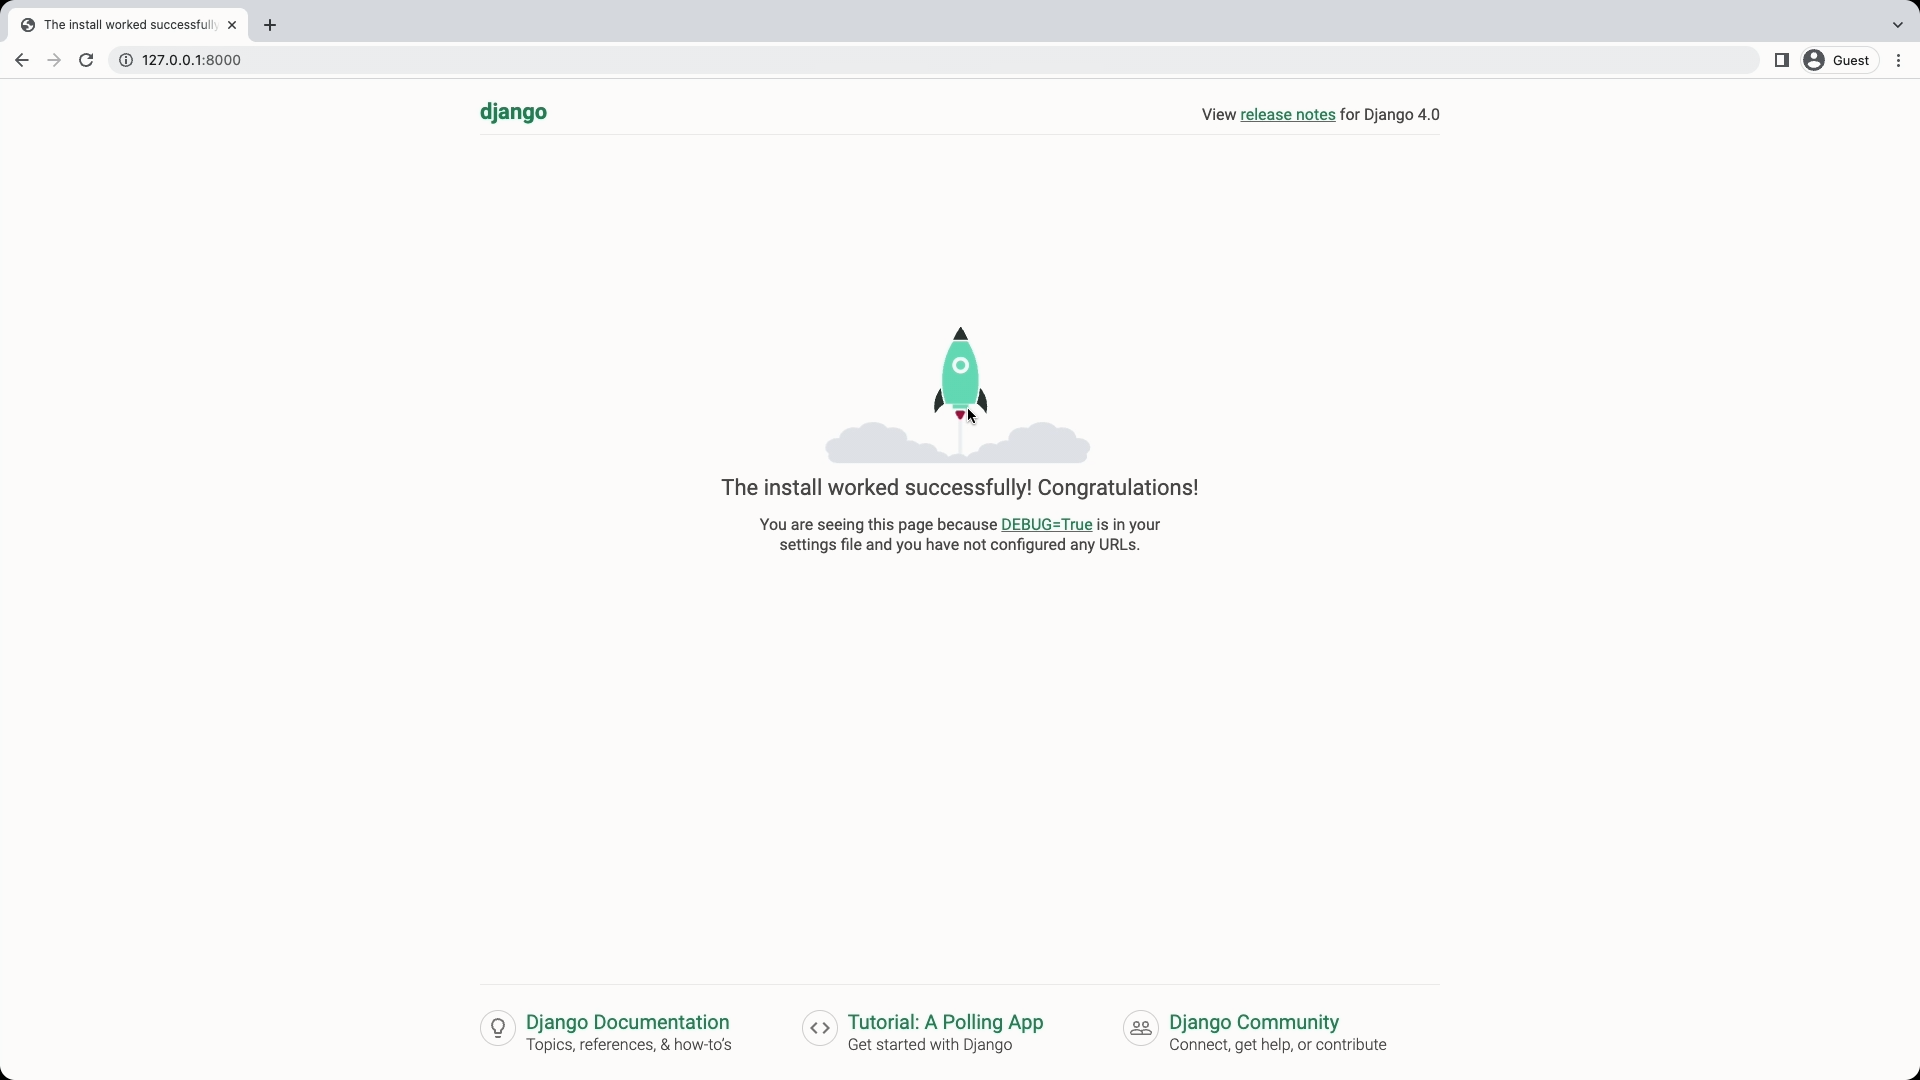 The install worked successfully
127.0.0.1:8000
Guest
django
View release notes for Django 4.0
The install worked successfully! Congratulations!
You are seeing this page because DEBUG=True is in your
settings file and you have not configured any URLs.
Django Documentation
Topics, references, & how-to’s
Tutorial: A Polling App
Get started with Django
Django Community
Connect, get help, or contribute